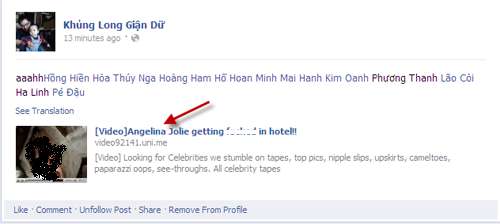 Khủng Long Giận Dữ
13 minutes ago ·
aaahhHồng Hiền Hòa Thúy Nga Hoàng Ham Hố Hoan Minh Mai Hanh Kim Oanh Phương Thanh Lão Còi
Ha Linh Pé Đậu
See Translation
[Video]Angelina Jolie getting in hotel!!
video92141.uni.me
[Video] Looking for Celebrities we stumble on tapes, top pics, nipple slips, upskirts, cameltoes,
paparazzi oops, see-throughs. All celebrity tapes
Like · Comment · Unfollow Post · Share · Remove From Profile